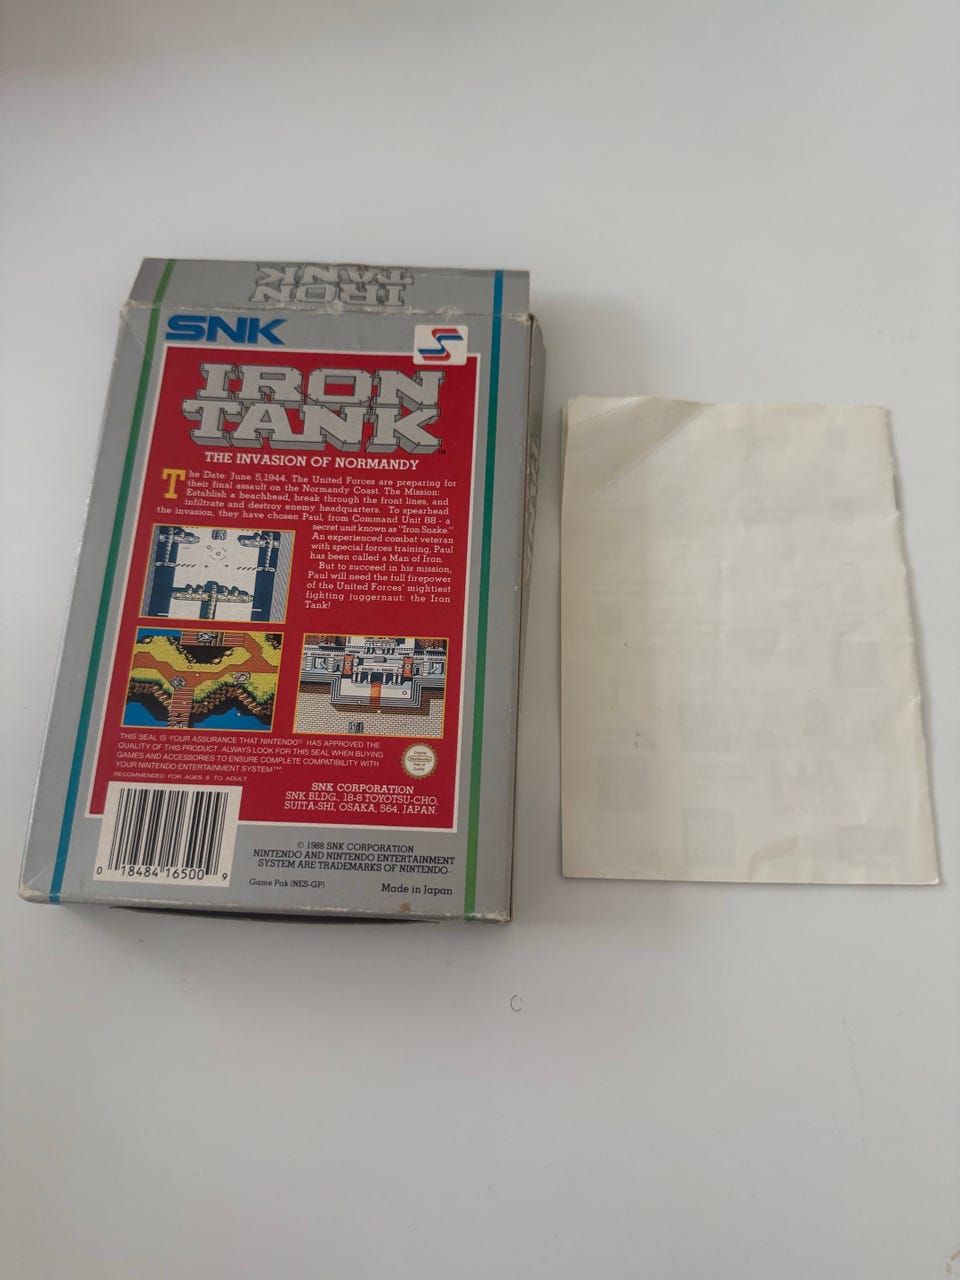 IRON
TANK
SNK
IRON
TANK™
THE INVASION OF NORMANDY
The Date: June 5,1944. The United Forces are preparing for
their final assault on the Normandy Coast. The Mission:
Establish a beachhead, break through the front lines, and
infiltrate and destroy enemy headquarters. To spearhead
the invasion, they have chosen Paul, from Command Unit 88 - a
secret unit known as "Iron Snake."
An experienced combat veteran
with special forces training, Paul
has been called a Man of Iron.
But to succeed in his mission,
Paul will need the full firepower
of the United Forces' mightiest
fighting juggernaut: the Iron
Tank!
THIS SEAL IS YOUR ASSURANCE THAT NINTENDO® HAS APPROVED THE
QUALITY OF THIS PRODUCT. ALWAYS LOOK FOR THIS SEAL WHEN BUYING
GAMES AND ACCESSORIES TO ENSURE COMPLETE COMPATIBILITY WITH
YOUR NINTENDO ENTERTAINMENT SYSTEM™.
RECOMMENDED FOR AGES 6 TO ADULT
Original
Nintendo
Seal of
Quality
SNK CORPORATION
SNK BLDG., 18-8 TOYOTSU-CHO,
SUITA-SHI, OSAKA, 564, JAPAN.
0 18484 16500 9
© 1988 SNK CORPORATION
NINTENDO AND NINTENDO ENTERTAINMENT
SYSTEM ARE TRADEMARKS OF NINTENDO.
Game Pak (NES-GP)
Made in Japan